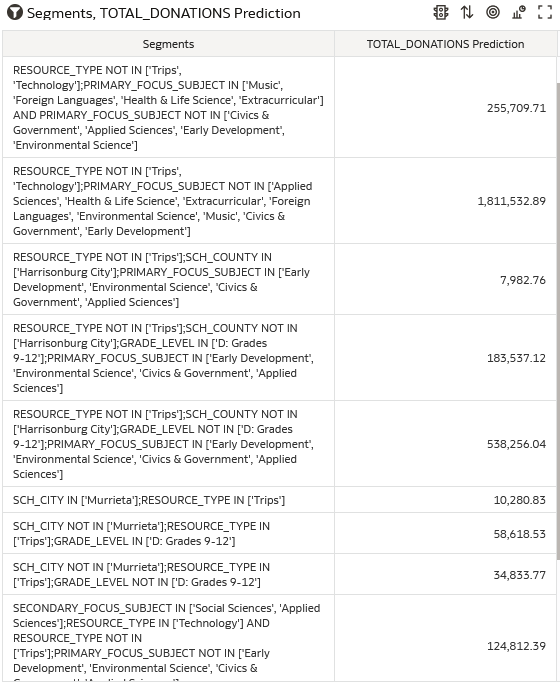 Segments, TOTAL_DONATIONS Prediction
Segments
TOTAL_DONATIONS Prediction
RESOURCE_TYPE NOT IN ['Trips',
'Technology'];PRIMARY_FOCUS_SUBJECT IN ['Music',
'Foreign Languages', 'Health & Life Science', 'Extracurricular']
AND PRIMARY_FOCUS_SUBJECT NOT IN ['Civics &
Government', 'Applied Sciences', 'Early Development',
'Environmental Science']
255,709.71
RESOURCE_TYPE NOT IN ['Trips',
'Technology'];PRIMARY_FOCUS_SUBJECT NOT IN ['Applied
Sciences', 'Health & Life Science', 'Extracurricular', 'Foreign
Languages', 'Environmental Science', 'Music', 'Civics &
Government', 'Early Development']
1,811,532.89
RESOURCE_TYPE NOT IN ['Trips'];SCH_COUNTY IN
['Harrisonburg City'];PRIMARY_FOCUS_SUBJECT IN ['Early
Development', 'Environmental Science', 'Civics &
Government', 'Applied Sciences']
7,982.76
RESOURCE_TYPE NOT IN ['Trips'];SCH_COUNTY NOT IN
['Harrisonburg City'];GRADE_LEVEL IN ['D: Grades
9-12'];PRIMARY_FOCUS_SUBJECT IN ['Early Development',
'Environmental Science', 'Civics & Government', 'Applied
Sciences']
183,537.12
RESOURCE_TYPE NOT IN ['Trips'];SCH_COUNTY NOT IN
['Harrisonburg City'];GRADE_LEVEL NOT IN ['D: Grades
9-12'];PRIMARY_FOCUS_SUBJECT IN ['Early Development',
'Environmental Science', 'Civics & Government', 'Applied
Sciences']
538,256.04
SCH_CITY IN ['Murrieta'];RESOURCE_TYPE IN ['Trips']
10,280.83
SCH_CITY NOT IN ['Murrieta'];RESOURCE_TYPE IN
['Trips'];GRADE_LEVEL IN ['D: Grades 9-12']
58,618.53
SCH_CITY NOT IN ['Murrieta'];RESOURCE_TYPE IN
['Trips'];GRADE_LEVEL NOT IN ['D: Grades 9-12']
34,833.77
SECONDARY_FOCUS_SUBJECT IN ['Social Sciences', 'Applied
Sciences'];RESOURCE_TYPE IN ['Technology'] AND
RESOURCE_TYPE NOT IN
['Trips'];PRIMARY_FOCUS_SUBJECT NOT IN ['Early
Development', 'Environmental Science', 'Civics &
124,812.39